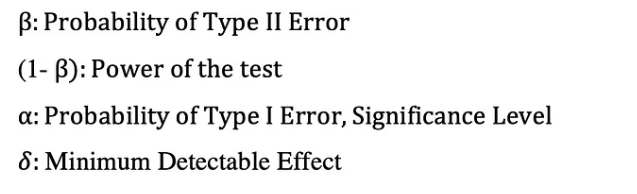 β: Probability of Type II Error
(1- β): Power of the test
α: Probability of Type I Error, Significance Level
δ: Minimum Detectable Effect